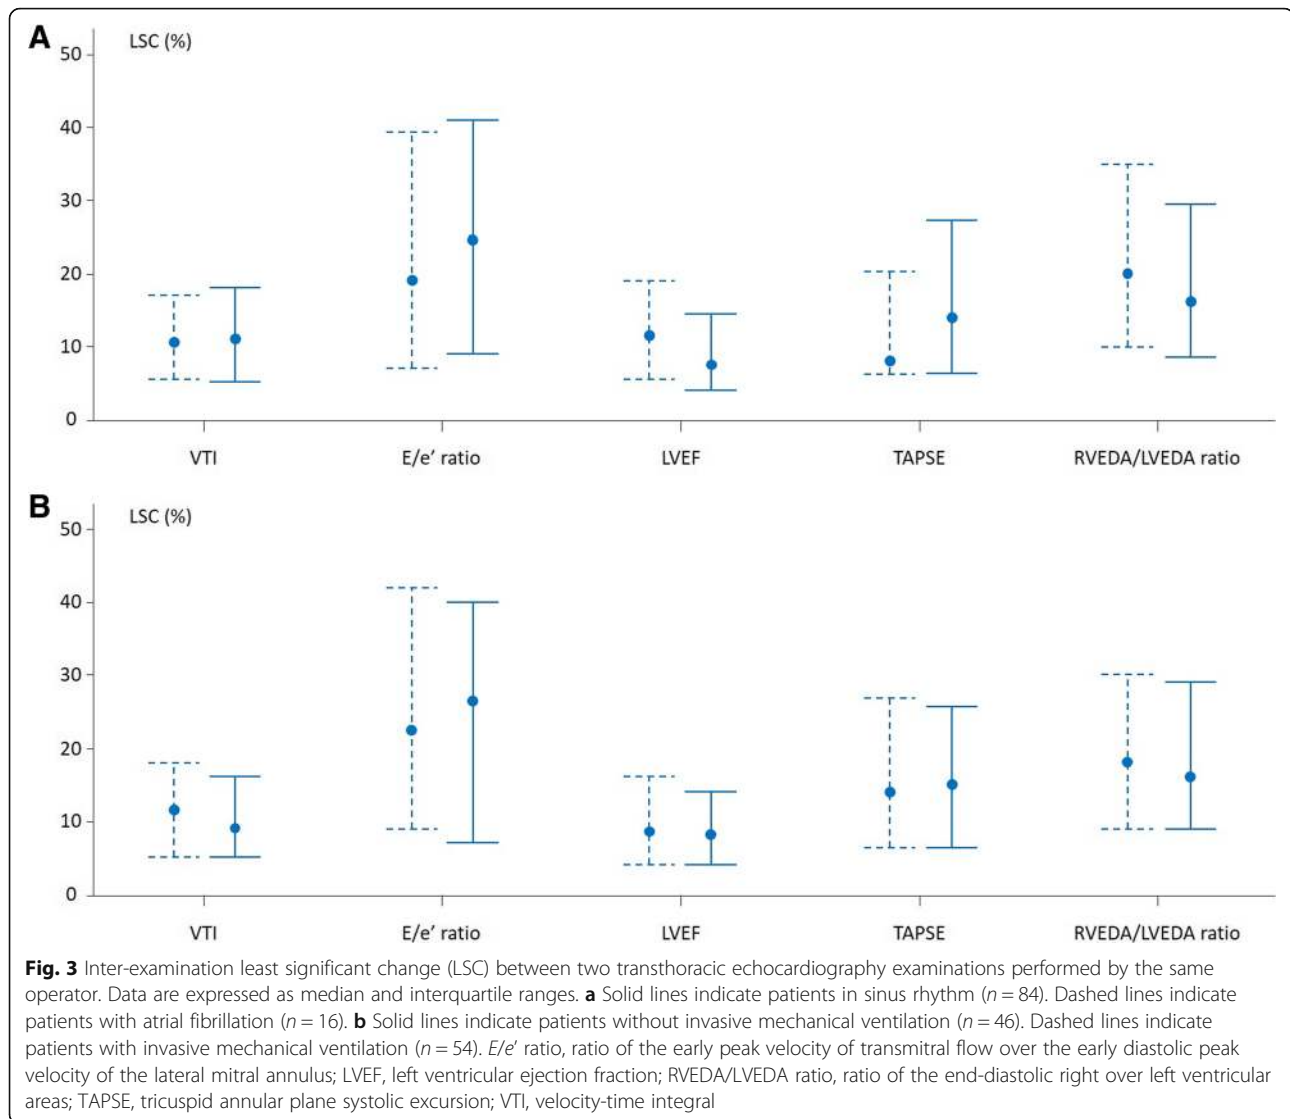 A
LSC (%)
50
40
30
20
10
0
VTI E/e’ ratio LVEF TAPSE RVEDA/LVEDA ratio
B
LSC (%)
50
40
30
20
10
0
VTI E/e’ ratio LVEF TAPSE RVEDA/LVEDA ratio
Fig. 3 Inter-examination least significant change (LSC) between two transthoracic echocardiography examinations performed by the same
operator. Data are expressed as median and interquartile ranges. a Solid lines indicate patients in sinus rhythm (n = 84). Dashed lines indicate
patients with atrial fibrillation (n = 16). b Solid lines indicate patients without invasive mechanical ventilation (n = 46). Dashed lines indicate
patients with invasive mechanical ventilation (n = 54). E/e’ ratio, ratio of the early peak velocity of transmitral flow over the early diastolic peak
velocity of the lateral mitral annulus; LVEF, left ventricular ejection fraction; RVEDA/LVEDA ratio, ratio of the end-diastolic right over left ventricular
areas; TAPSE, tricuspid annular plane systolic excursion; VTI, velocity-time integral